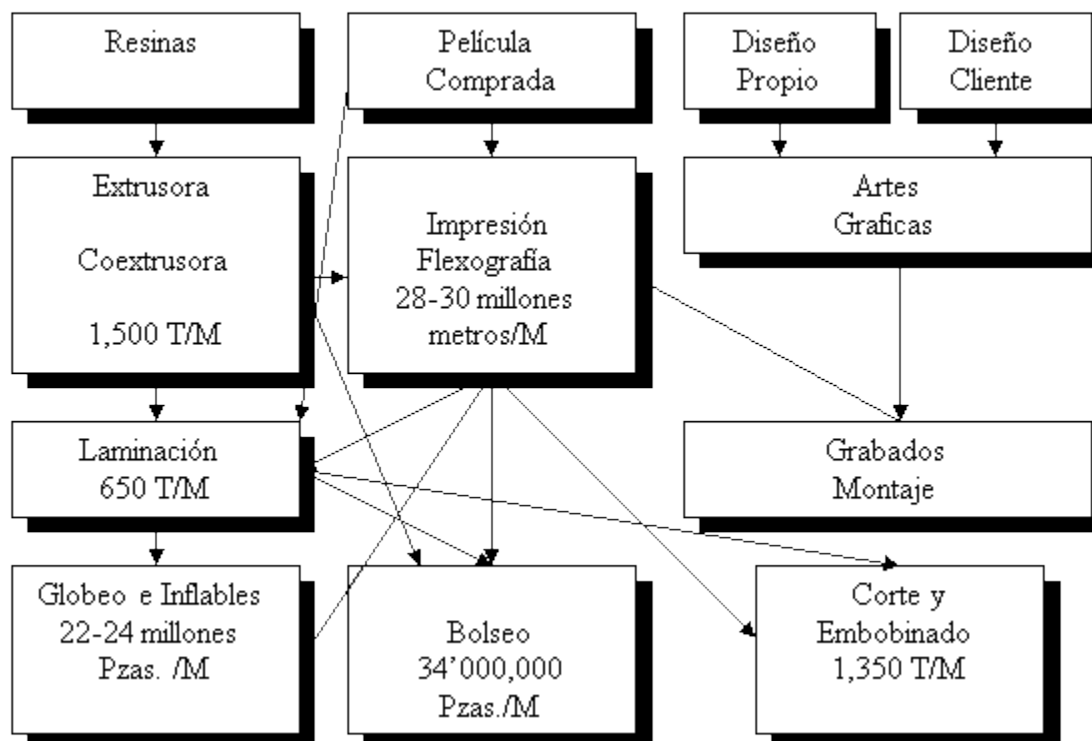 Resinas
Película
Comprada
Diseño
Propio
Diseño
Cliente
Extrusora
Coextrusora
1,500 T/M
Impresión
Flexografía
28-30 millones
metros/M
Artes
Graficas
Laminación
650 T/M
Grabados
Montaje
Globeo e Inflables
22-24 millones
Pzas. /M
Bolseo
34’000,000
Pzas./M
Corte y
Embobinado
1,350 T/M